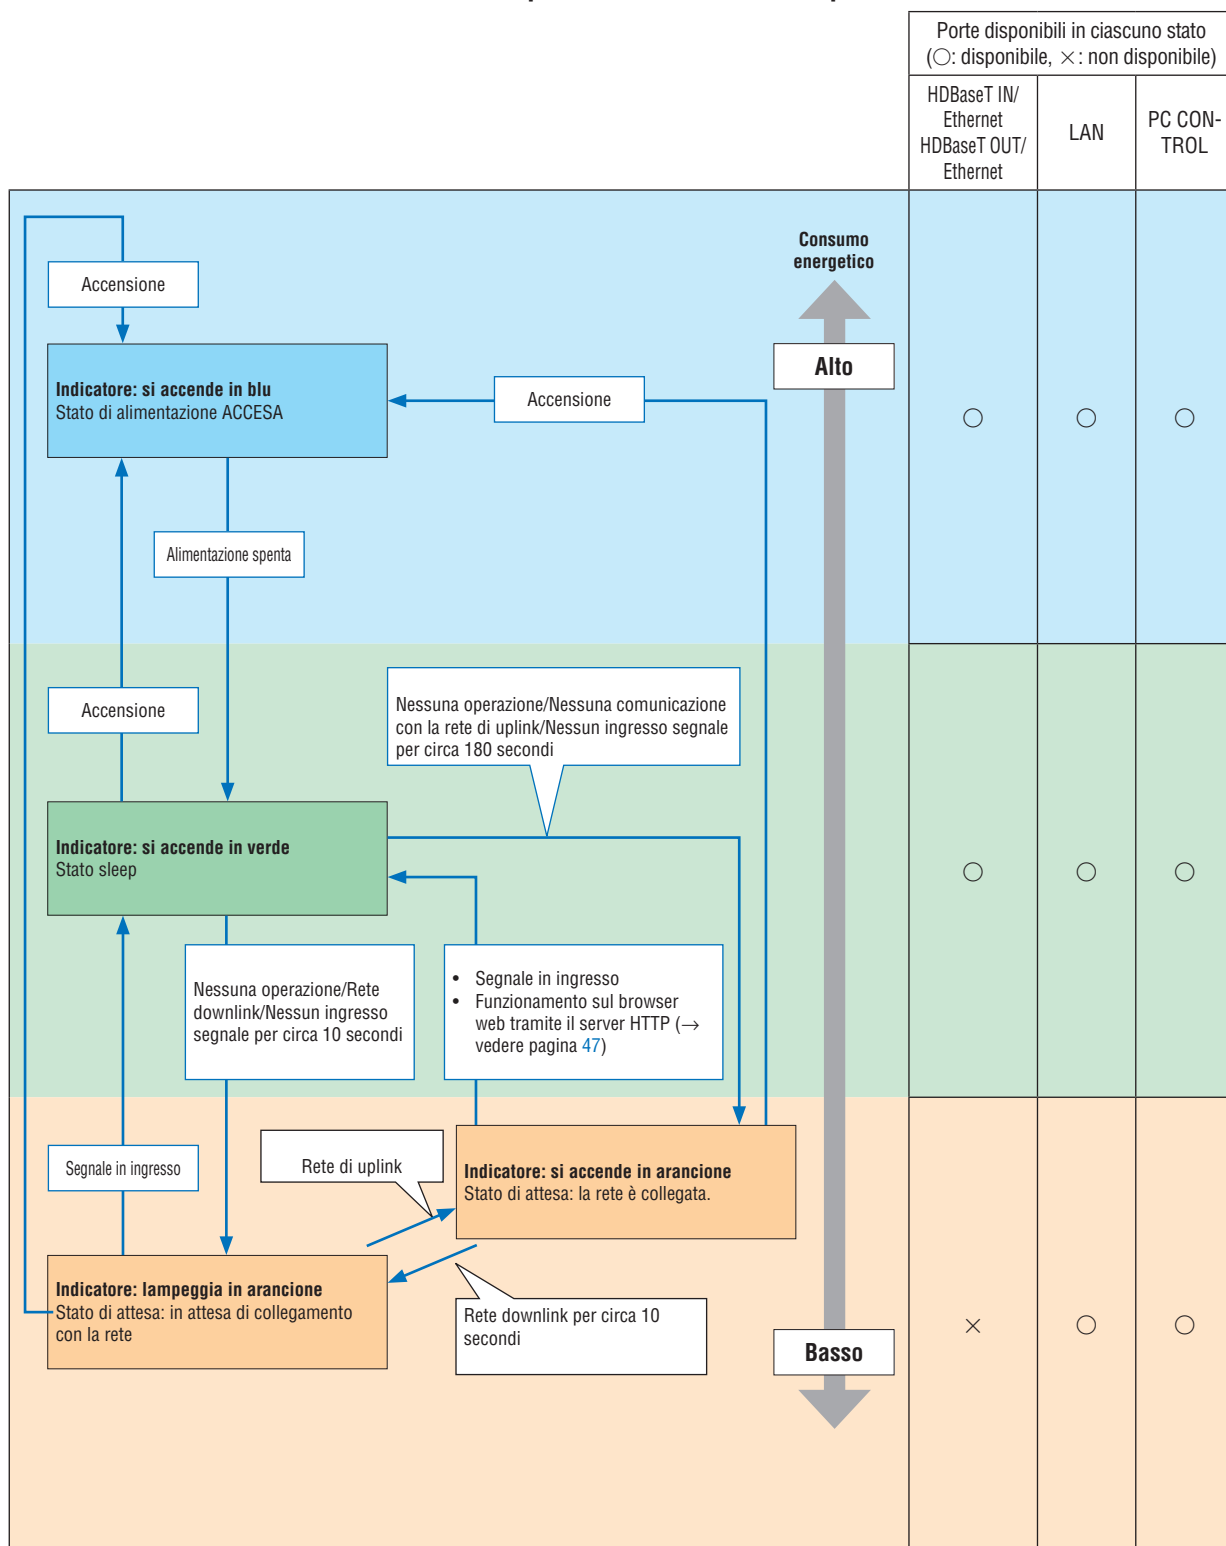 Porte disponibili in ciascuno stato
(○: disponibile, ×: non disponibile)
HDBaseT IN/
Ethernet
HDBaseT OUT/
Ethernet
LAN
PC CON-
TROL
Consumo
energetico
Accensione
Alto
Indicatore: si accende in blu
Stato di alimentazione ACCESA
Accensione
○ ○ ○
Alimentazione spenta
Accensione
Nessuna operazione/Nessuna comunicazione
con la rete di uplink/Nessun ingresso segnale
per circa 180 secondi
Indicatore: si accende in verde
Stato sleep
○ ○ ○
Nessuna operazione/Rete
downlink/Nessun ingresso
segnale per circa 10 secondi
• Segnale in ingresso
• Funzionamento sul browser
web tramite il server HTTP (→
vedere pagina 47)
Segnale in ingresso
Rete di uplink
Indicatore: si accende in arancione
Stato di attesa: la rete è collegata.
Indicatore: lampeggia in arancione
Stato di attesa: in attesa di collegamento
con la rete
Rete downlink per circa 10
secondi
Basso
× ○ ○